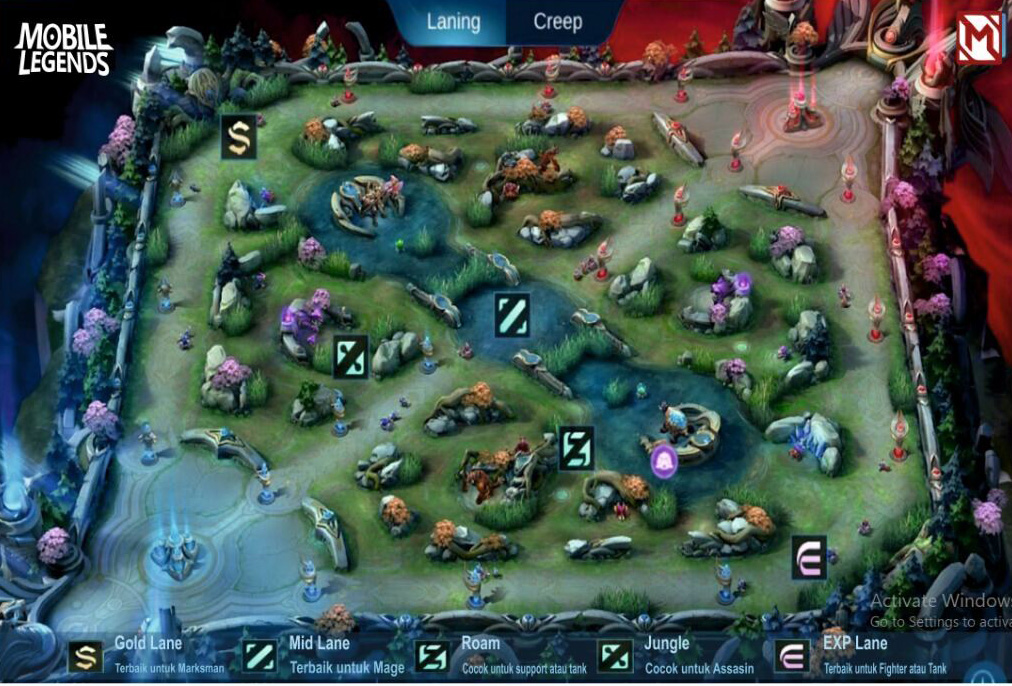 Laning
Creep
MOBILE
LEGENDS
Activate Windows
Go to Settings to activa
Gold Lane
Terbaik untuk Marksman
Mid Lane
Terbaik untuk Mage
Roam
Cocok untuk support atau tank
Jungle
Cocok untuk Assasin
EXP Lane
Terbaik untuk Fighter atau Tank